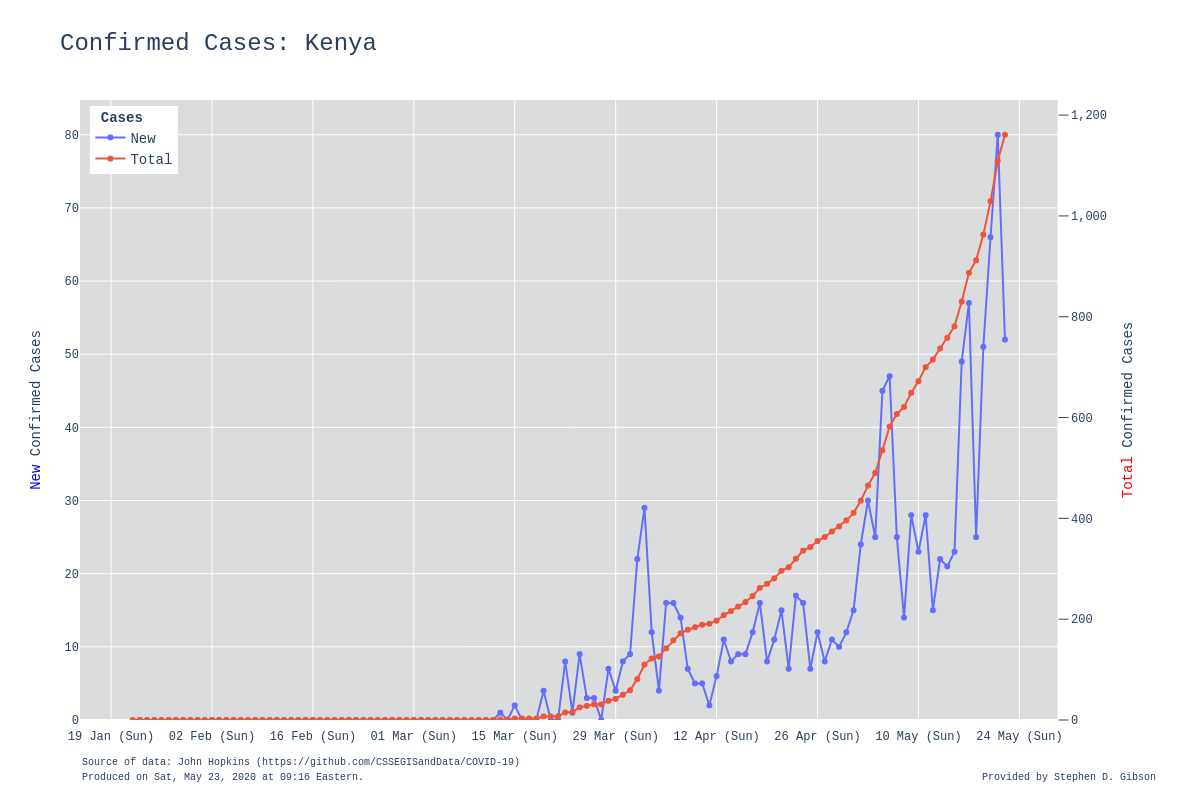 Confirmed Cases: Kenya
Cases
New
Total
80
70
60
50
40
30
20
10
0
1,200
1,000
800
600
400
200
0
New Confirmed Cases
Total Confirmed Cases
19 Jan (Sun) 02 Feb (Sun) 16 Feb (Sun) 01 Mar (Sun) 15 Mar (Sun) 29 Mar (Sun) 12 Apr (Sun) 26 Apr (Sun) 10 May (Sun) 24 May (Sun)
Source of data: John Hopkins (https://github.com/CSSEGISandData/COVID-19)
Produced on Sat, May 23, 2020 at 09:16 Eastern.
Provided by Stephen D. Gibson